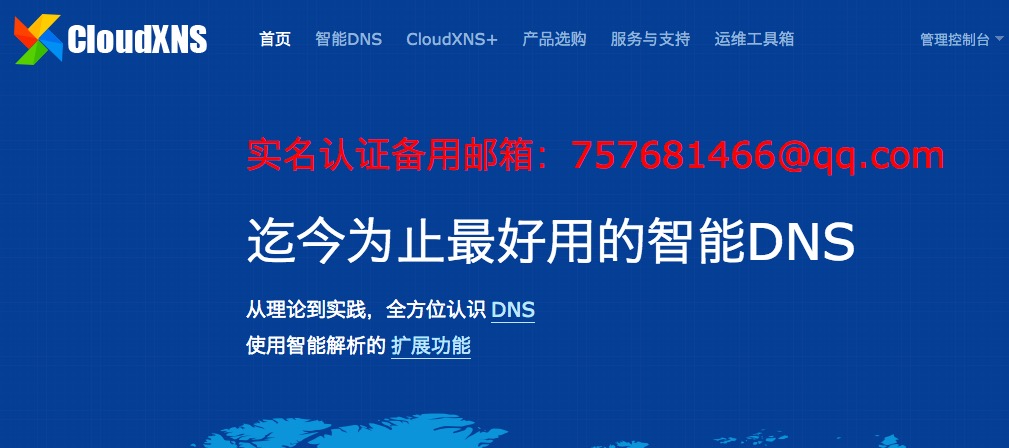 CloudXNS
首页 智能DNS CloudXNS+ 产品选购 服务与支持 运维工具箱 管理控制台
实名认证备用邮箱：757681466@qq.com
迄今为止最好用的智能DNS
从理论到实践，全方位认识 DNS
使用智能解析的 扩展功能